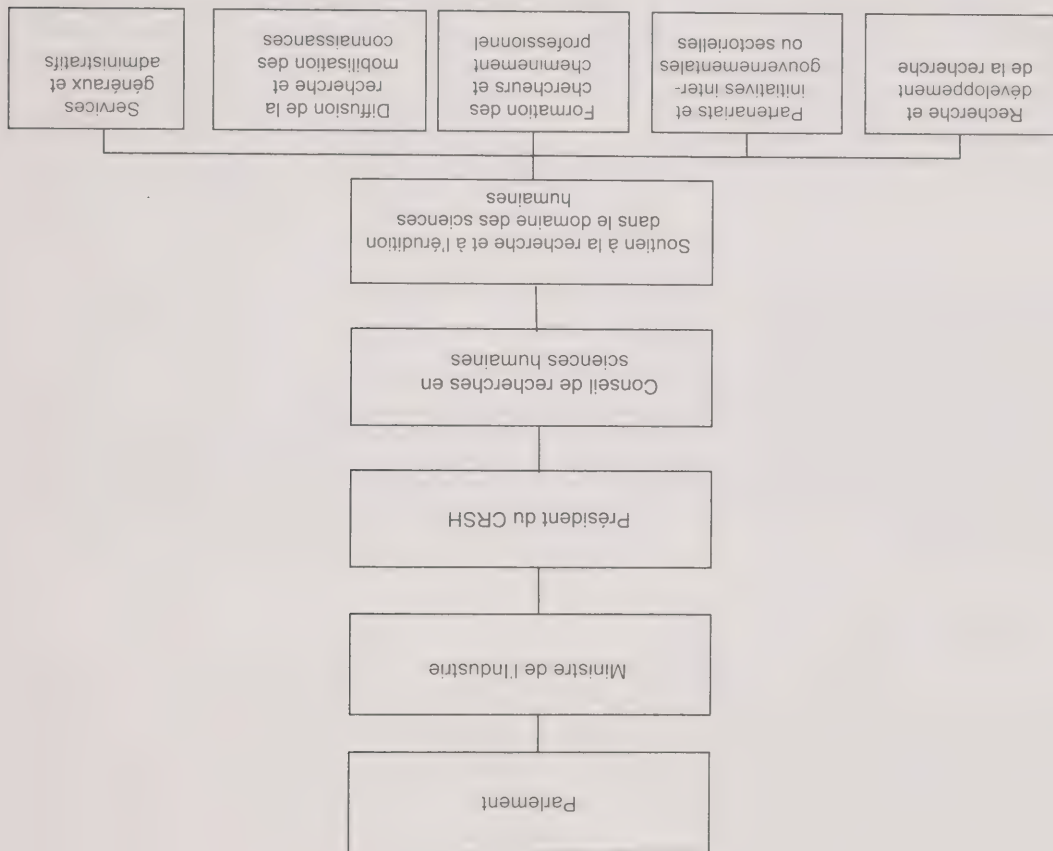 Parlement
Ministre de l'Industrie
Président du CRSH
Conseil de recherches en
sciences humaines
Soutien à la recherche et à l'érudition
dans le domaine des sciences
humaines
Recherche et
développement
de la recherche
Partenariats et
initiatives inter-
gouvernementales
ou sectorielles
Formation des
chercheurs et
cheminement
professionnel
Diffusion de la
recherche et
mobilisation des
connaissances
Services
généraux et
administratifs